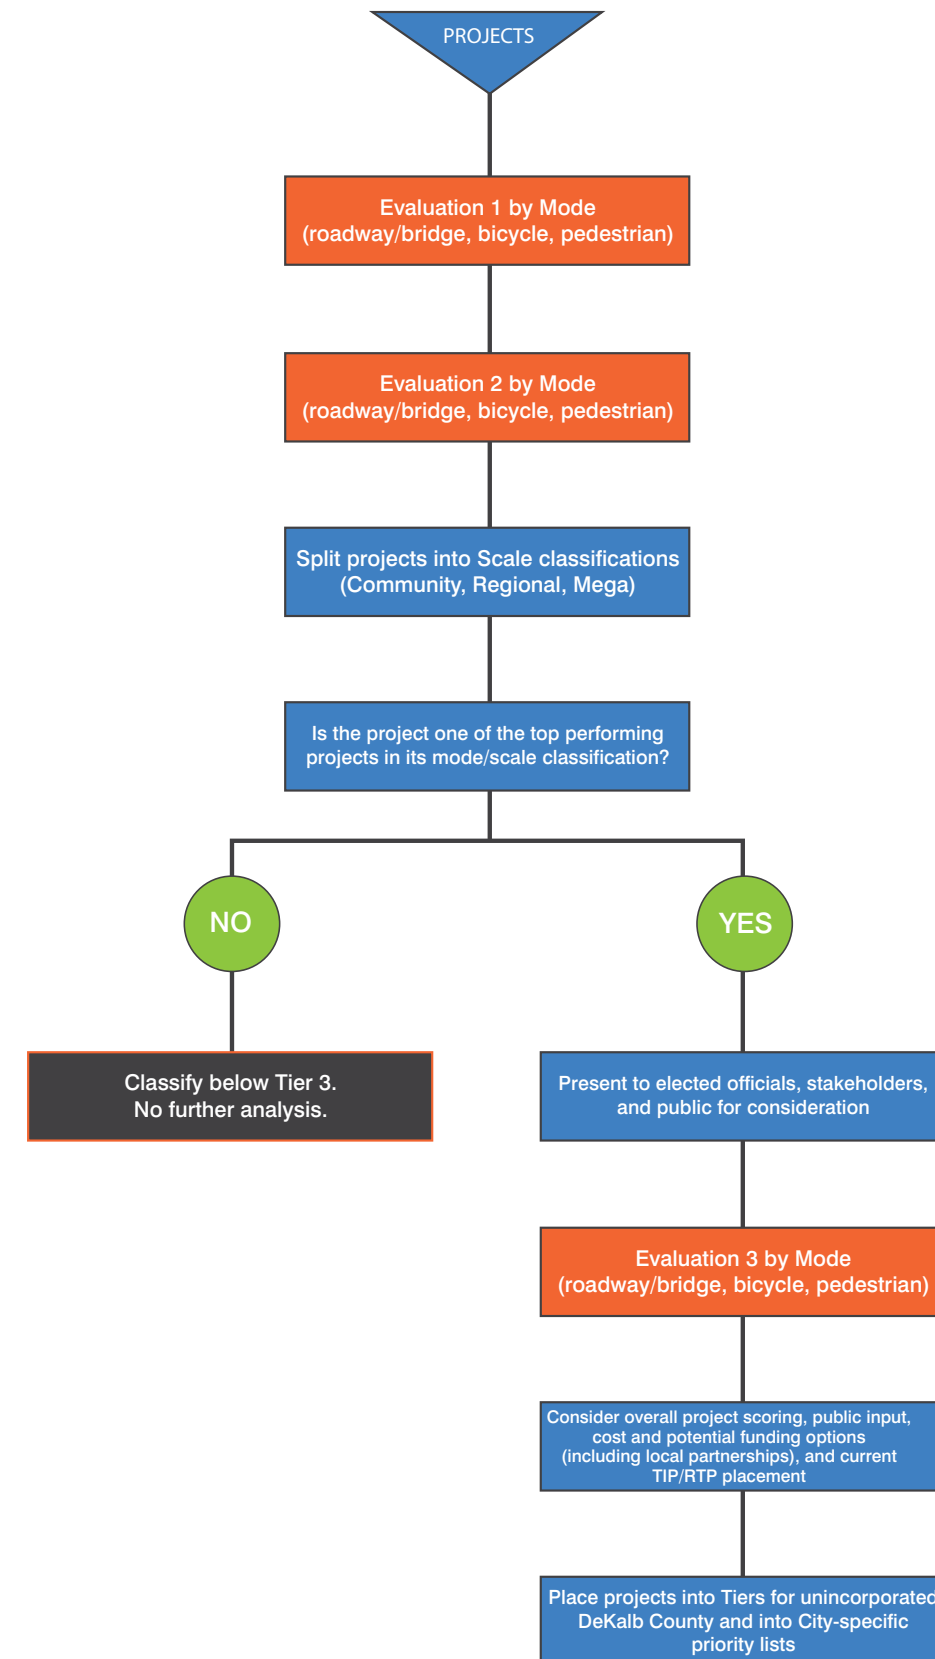 PROJECTS
Evaluation 1 by Mode
(roadway/bridge, bicycle, pedestrian)
Evaluation 2 by Mode
(roadway/bridge, bicycle, pedestrian)
Split projects into Scale classifications
(Community, Regional, Mega)
Is the project one of the top performing
projects in its mode/scale classification?
NO
YES
Classify below Tier 3.
No further analysis.
Present to elected officials, stakeholders,
and public for consideration
Evaluation 3 by Mode
(roadway/bridge, bicycle, pedestrian)
Consider overall project scoring, public input,
cost and potential funding options
(including local partnerships), and current
TIP/RTP placement
Place projects into Tiers for unincorporated
DeKalb County and into City-specific
priority lists